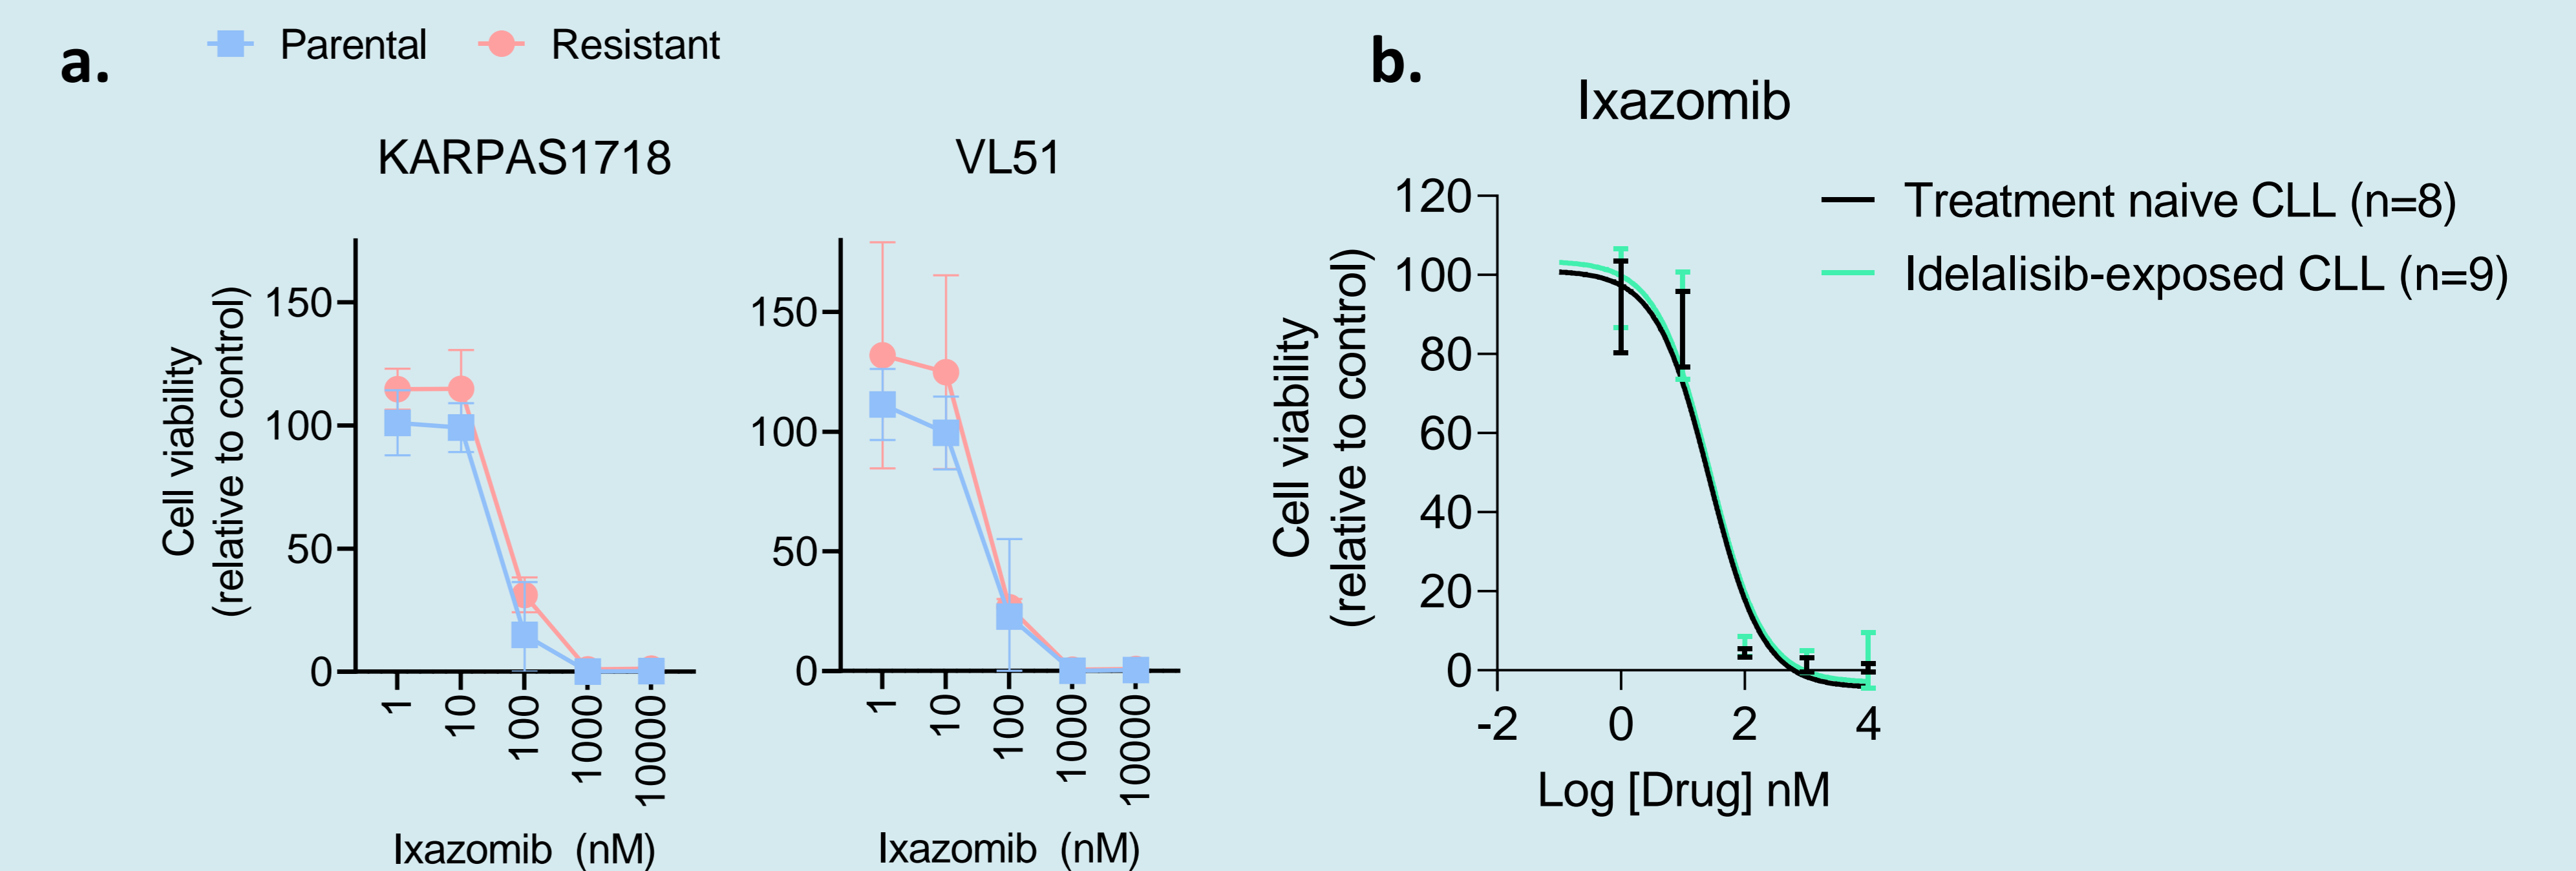 a.
Parental
Resistant
KARPAS1718
VL51
Cell viability
(relative to control)
150
100
50
0
1
10
100
1000
10000
Ixazomib (nM)
150
100
50
0
1
10
100
1000
10000
Ixazomib (nM)
b.
Ixazomib
Treatment naive CLL (n=8)
Idelalisib-exposed CLL (n=9)
Cell viability
(relative to control)
120
100
80
60
40
20
0
-2
0
2
4
Log [Drug] nM